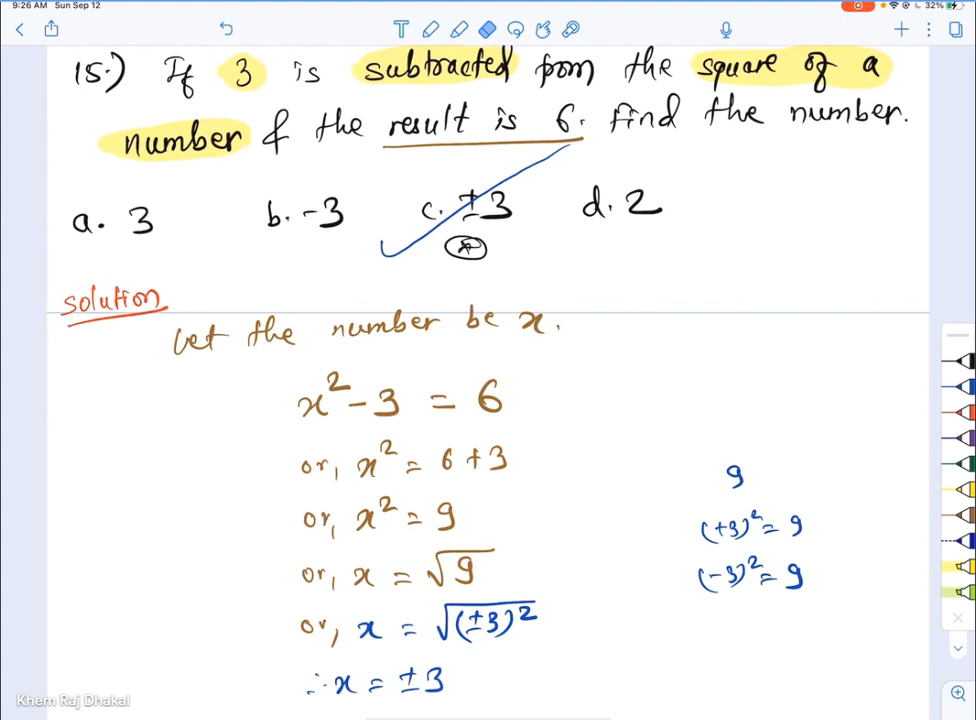 9:26 AM Sun Sep 12
32%
15.) If 3 is subtracted from the square of a
number & the result is 6. find the number.
a. 3 b. -3 c. ±3 d. 2
solution
Let the number be x.
x² - 3 = 6
or, x² = 6 + 3
or, x² = 9
or, x = √9
or, x = √(±3)²
∴ x = ±3
9
(+3)² = 9
(-3)² = 9
Khem Raj Dhakal